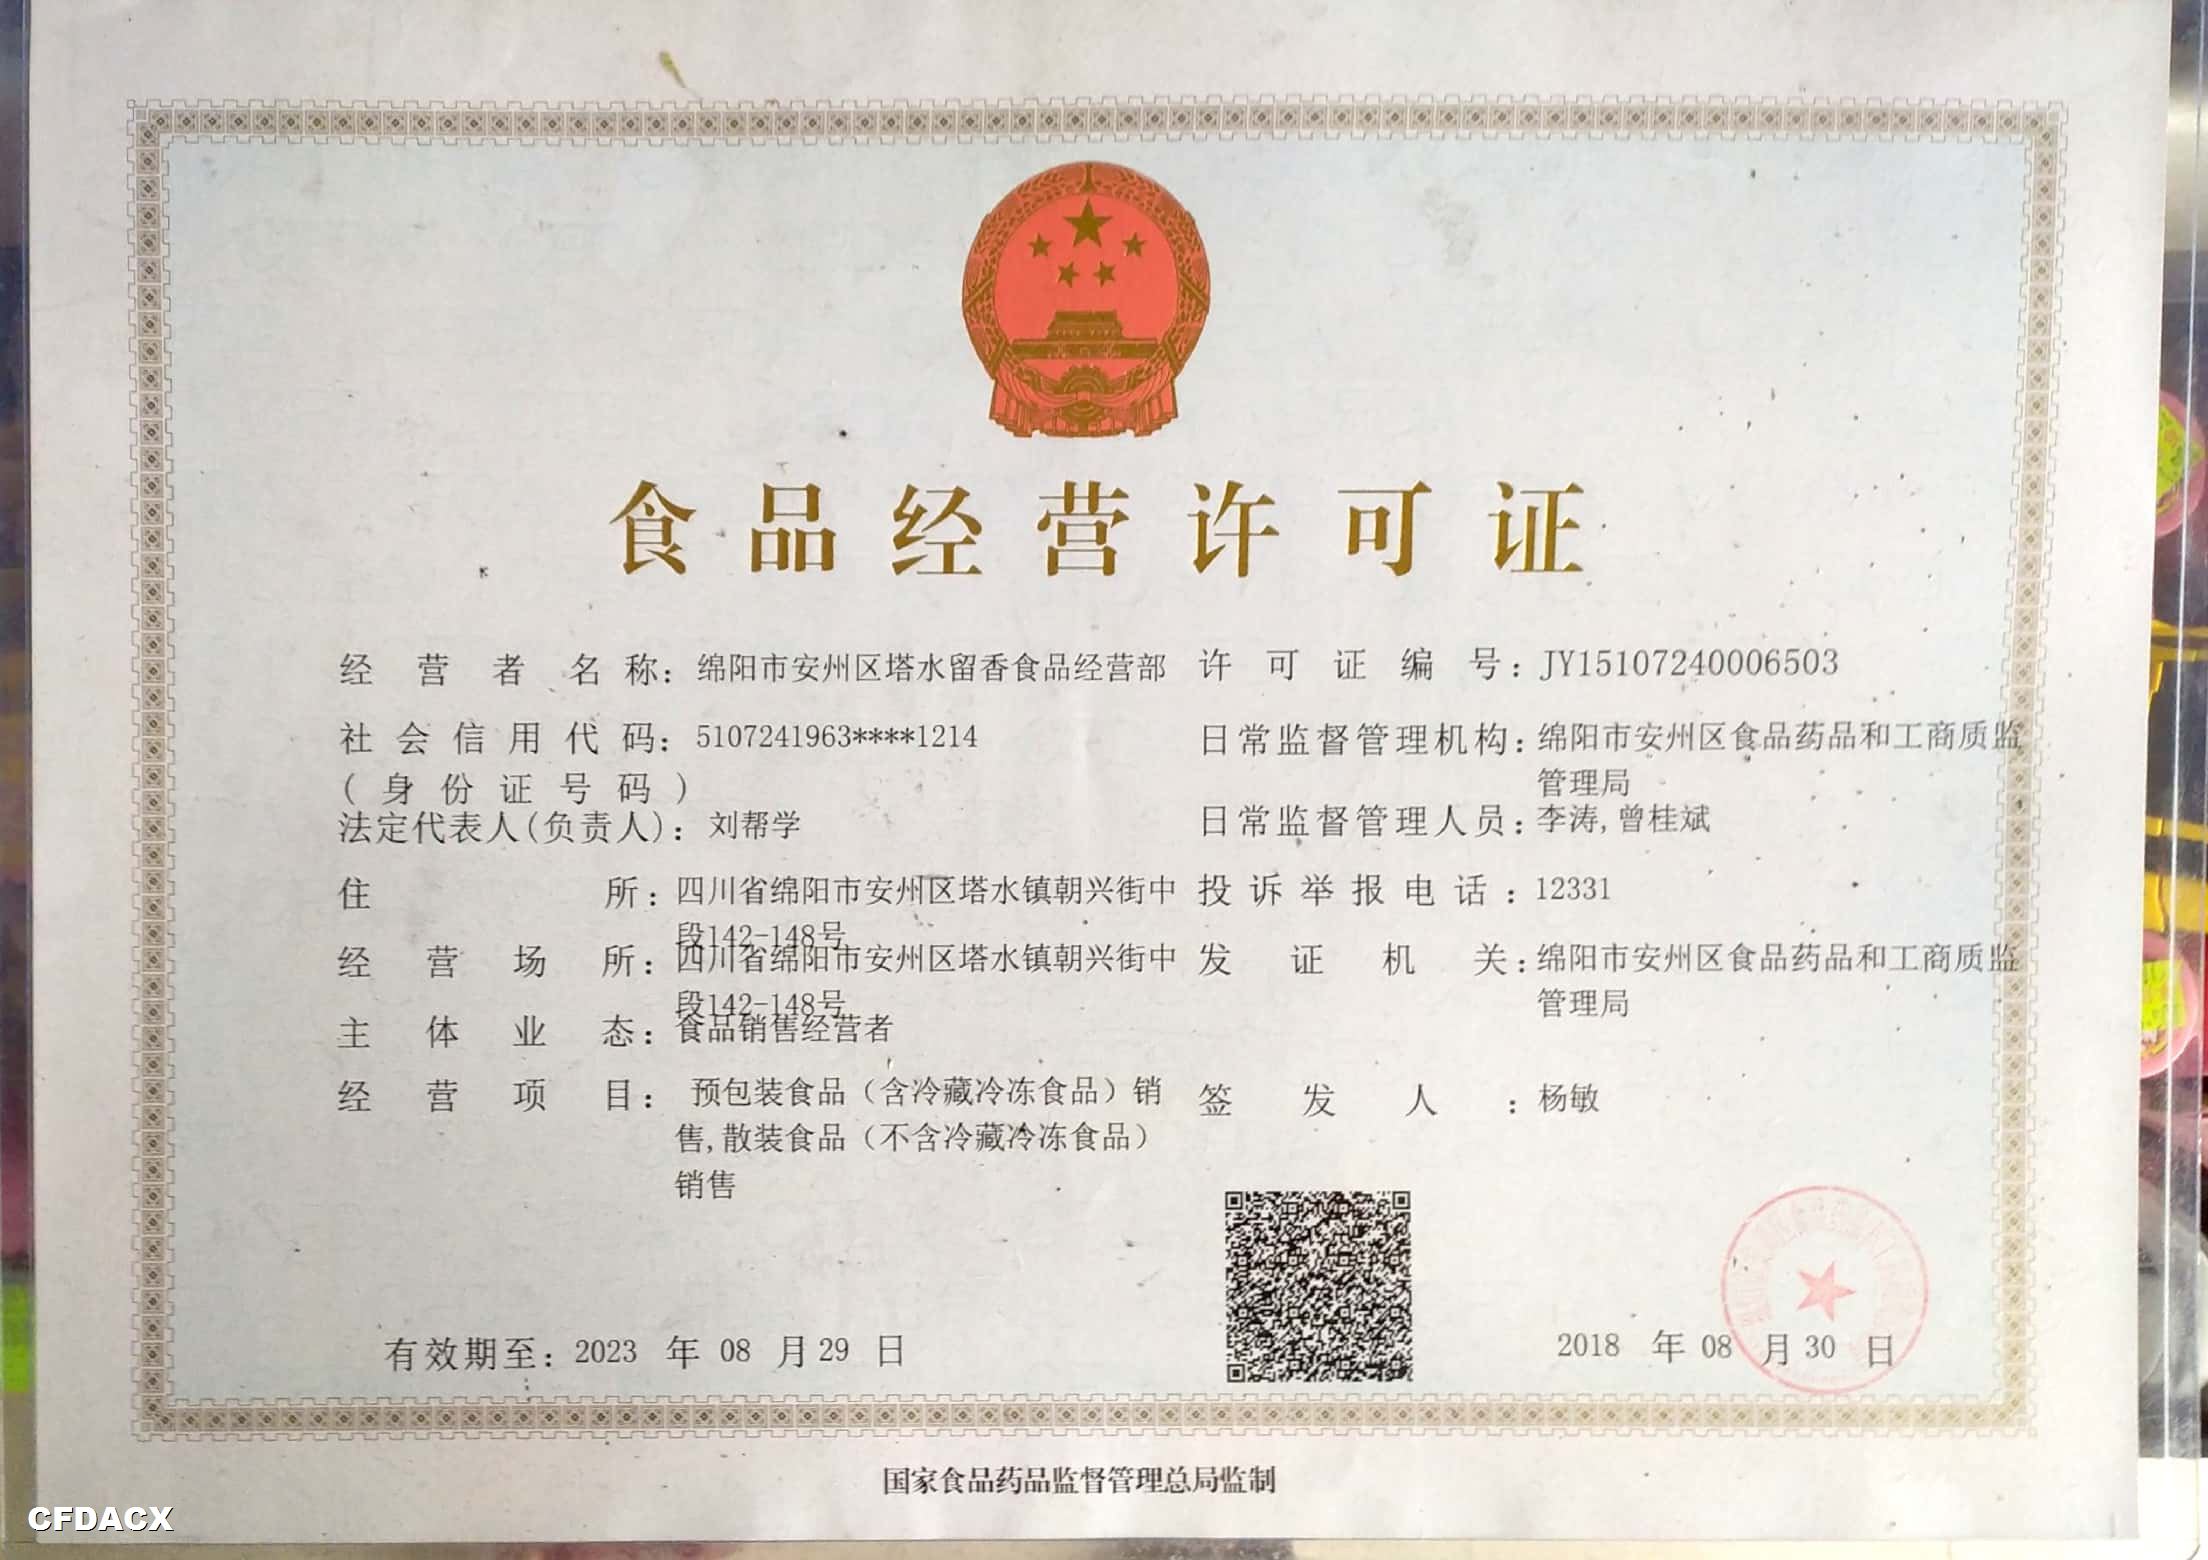 食品经营许可证
经营者名称：绵阳市安州区塔水留香食品经营部
社会信用代码：5107241963****1214
(身份证号码)
法定代表人(负责人)：刘帮学
住所：四川省绵阳市安州区塔水镇朝兴街中
段142-148号
经营场所：四川省绵阳市安州区塔水镇朝兴街中
段142-148号
主体业态：食品销售经营者
经营项目：预包装食品（含冷藏冷冻食品）销
售,散装食品（不含冷藏冷冻食品）
销售
有效期至：2023 年 08 月 29 日
许可证编号：JY15107240006503
日常监督管理机构：绵阳市安州区食品药品和工商质监
管理局
日常监督管理人员：李涛,曾桂斌
投诉举报电话：12331
发证机关：绵阳市安州区食品药品和工商质监
管理局
签发人：杨敏
2018 年 08 月 30 日
国家食品药品监督管理总局监制
CFDACX